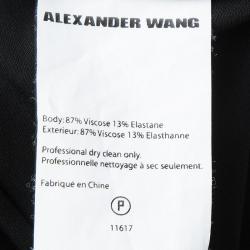 ALEXANDER WANG
Body: 87% Viscose 13% Elastane
Exterieur: 87% Viscose 13% Elasthanne
Professional dry clean only.
Professionelle nettoyage à sec seulement.
Fabriqué en Chine
P
11617